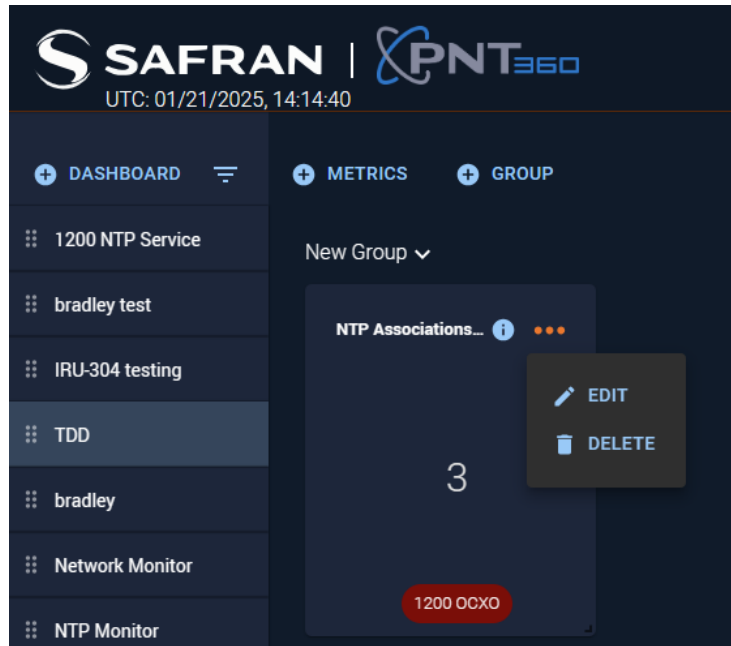 SAFRAN | PNT360
UTC: 01/21/2025, 14:14:40
DASHBOARD
METRICS
GROUP
1200 NTP Service
bradley test
IRU-304 testing
TDD
bradley
Network Monitor
NTP Monitor
New Group
NTP Associations...
EDIT
DELETE
3
1200 OCXO